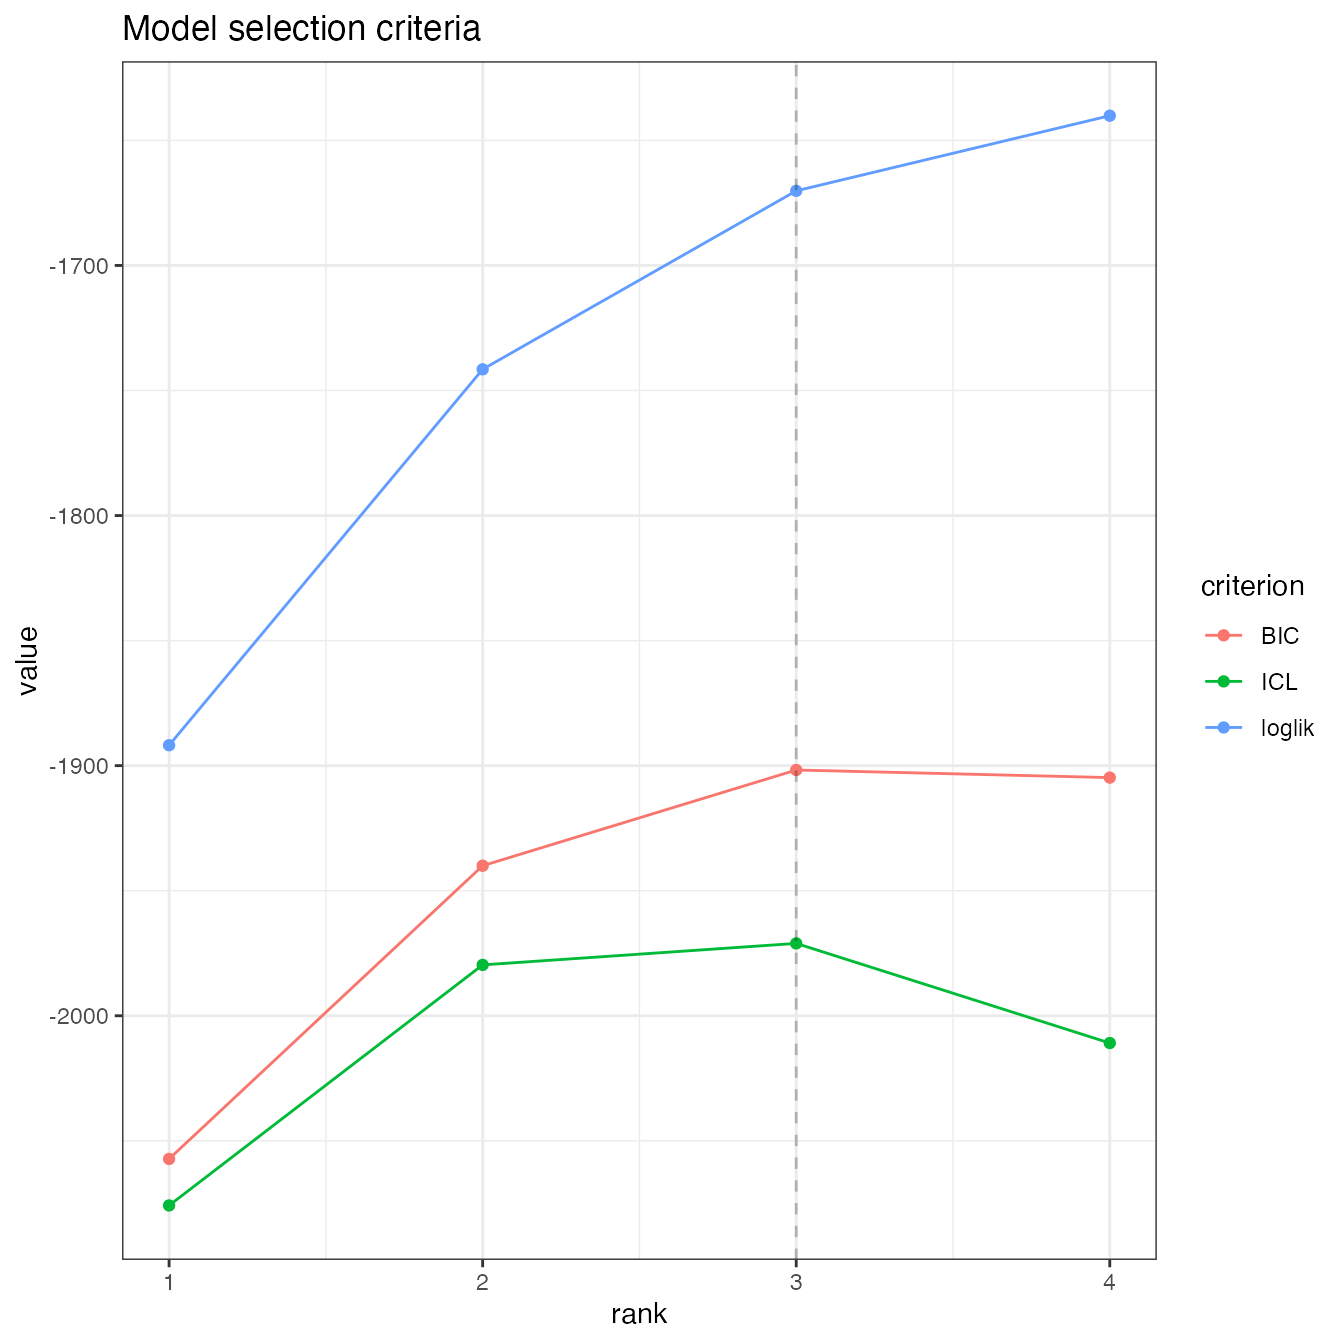 Model selection criteria
value
-1700
-1800
-1900
-2000
1
2
3
4
rank
criterion
BIC
ICL
loglik